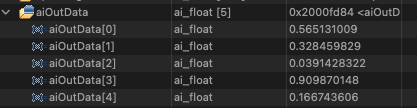 aiOutData ai_float [5] 0x2000fd84 <aiOutD
aiOutData[0] ai_float 0.565131009
aiOutData[1] ai_float 0.328459829
aiOutData[2] ai_float 0.0391428322
aiOutData[3] ai_float 0.909870148
aiOutData[4] ai_float 0.166743606